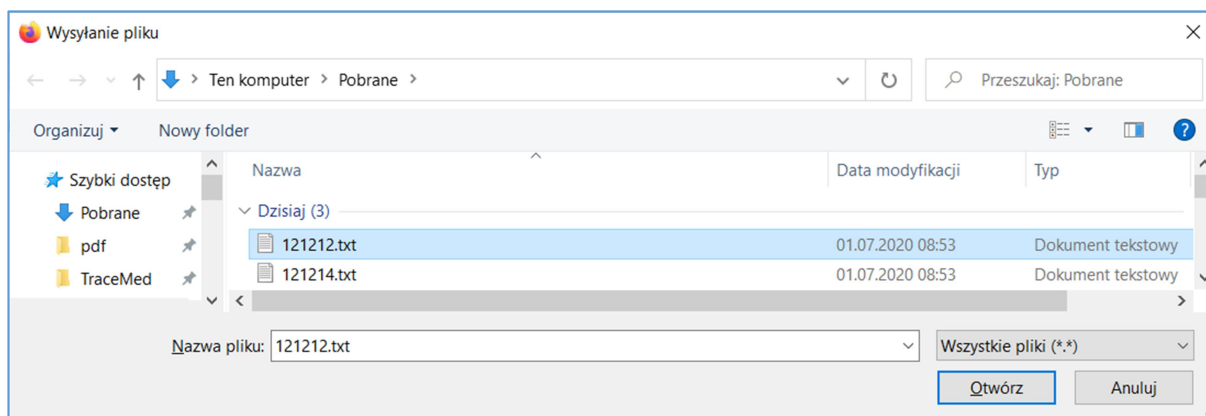 Wysyłanie pliku
Ten komputer > Pobrane >
Przeszukaj: Pobrane
Organizuj
Nowy folder
?
Szybki dostęp
Nazwa
Data modyfikacji
Typ
Pobrane
Dzisiaj (3)
pdf
121212.txt
01.07.2020 08:53
Dokument tekstowy
TraceMed
121214.txt
01.07.2020 08:53
Dokument tekstowy
Nazwa pliku: 121212.txt
Wszystkie pliki (*.*)
Otwórz
Anuluj